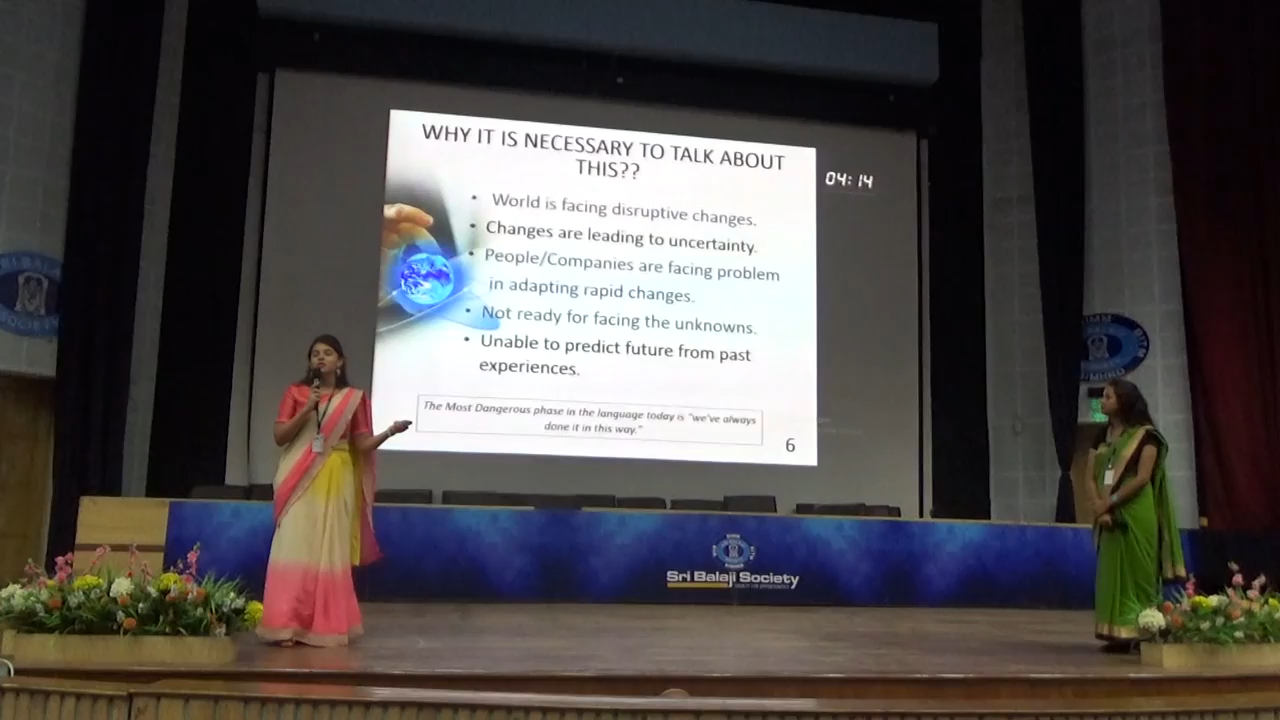 WHY IT IS NECESSARY TO TALK ABOUT
THIS??
04:14
• World is facing disruptive changes.
• Changes are leading to uncertainty.
• People/Companies are facing problem
in adapting rapid changes.
• Not ready for facing the unknowns.
• Unable to predict future from past
experiences.
The Most Dangerous phase in the language today is "we've always
done it in this way."
6
SRI BALAJI
SOCIETY
Sri Balaji Society